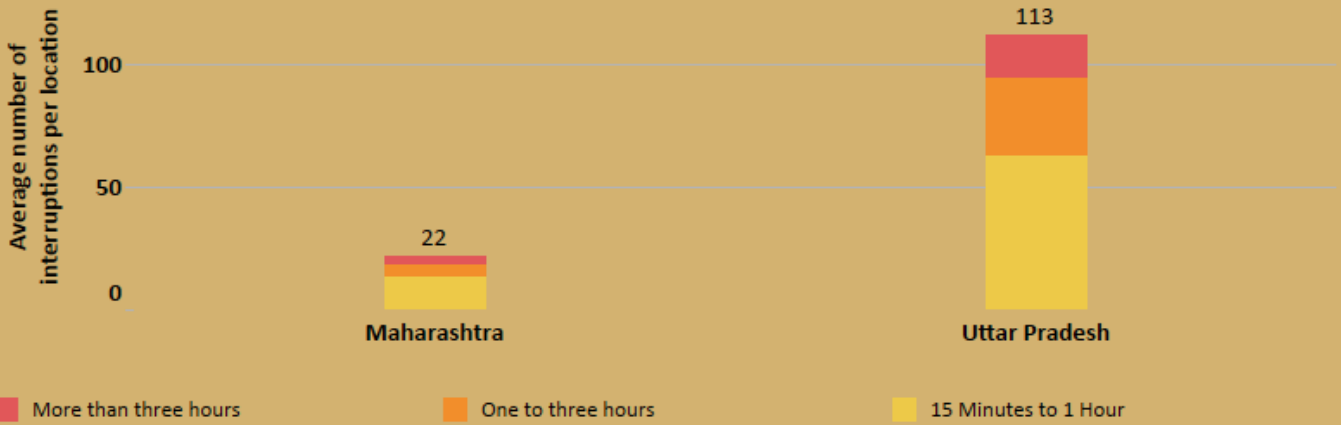 Average number of
interruptions per location
113
100
50
22
0
Maharashtra
Uttar Pradesh
More than three hours
One to three hours
15 Minutes to 1 Hour